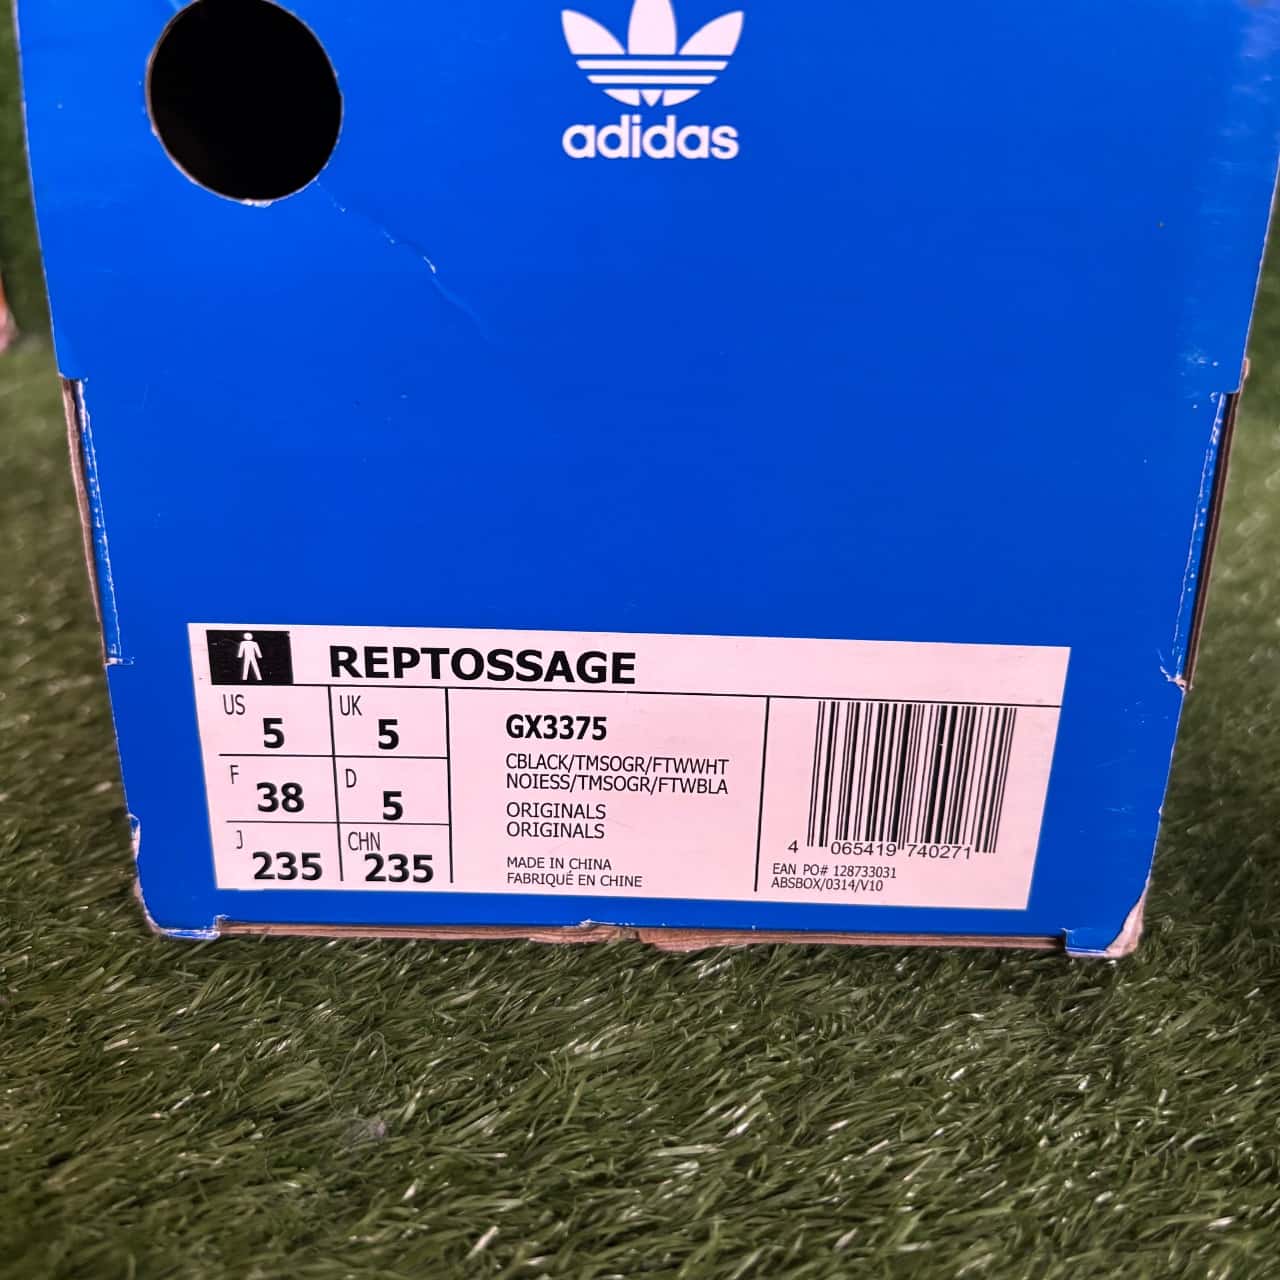 adidas
REPTOSSAGE
US 5
UK 5
F 38
D 5
J 235
CHN 235
GX3375
CBLACK/TMSOGR/FTWWHT
NOIESS/TMSOGR/FTWBLA
ORIGINALS
ORIGINALS
MADE IN CHINA
FABRIQUÉ EN CHINE
4 065419 740271
EAN PO# 128733031
ABSBOX/0314/V10